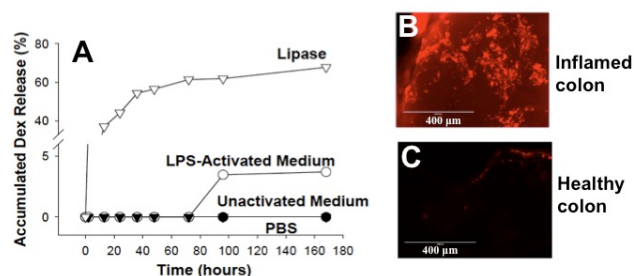 A
Accumulated Dex Release (%)
80
60
40
5
0
Lipase
LPS-Activated Medium
Unactivated Medium
PBS
0 20 40 60 80 100 120 140 160 180
Time (hours)
B
400 µm
Inflamed
colon
C
400 µm
Healthy
colon